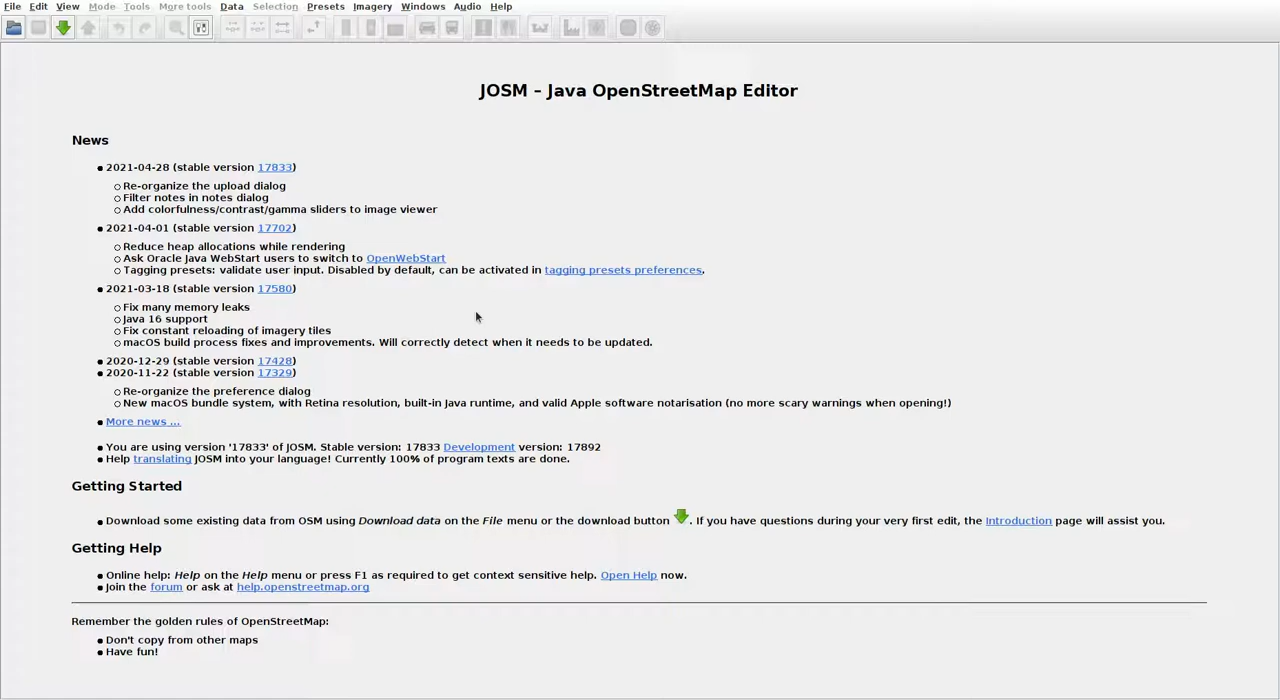 File Edit View Mode Tools Selection More tools Data Presets Imagery Windows Audio Help
JOSM – Java OpenStreetMap Editor
News
2021-04-28 (stable version 17833)
Re-organize the upload dialog
Filter notes in notes dialog
Add colorfulness/contrast/gamma sliders to image viewer
2021-04-01 (stable version 17702)
Reduce heap allocations while rendering
Ask Oracle Java WebStart users to switch to OpenWebStart
Tagging presets: validate user input. Disabled by default, can be activated in tagging presets preferences.
2021-03-18 (stable version 17580)
Fix many memory leaks
Java 16 support
Fix constant reloading of imagery tiles
macOS build process fixes and improvements. Will correctly detect when it needs to be updated.
2020-12-29 (stable version 17428)
2020-11-22 (stable version 17329)
Re-organize the preference dialog
New macOS bundle system, with Retina resolution, built-in Java runtime, and valid Apple software notarisation (no more scary warnings when opening!)
More news ...
You are using version '17833' of JOSM. Stable version: 17833 Development version: 17892
Help translating JOSM into your language! Currently 100% of program texts are done.
Getting Started
Download some existing data from OSM using Download data on the File menu or the download button . If you have questions during your very first edit, the Introduction page will assist you.
Getting Help
Online help: Help on the Help menu or press F1 as required to get context sensitive help. Open Help now.
Join the forum or ask at help.openstreetmap.org
Remember the golden rules of OpenStreetMap:
Don't copy from other maps
Have fun!